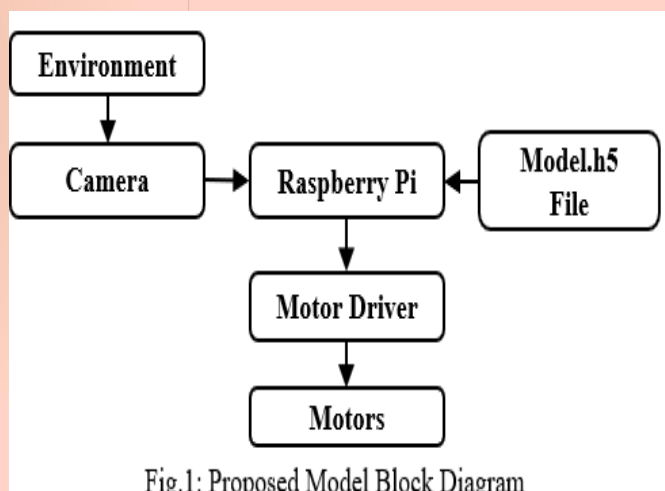 Environment
Camera
Raspberry Pi
Model.h5
File
Motor Driver
Motors
Fig.1: Proposed Model Block Diagram